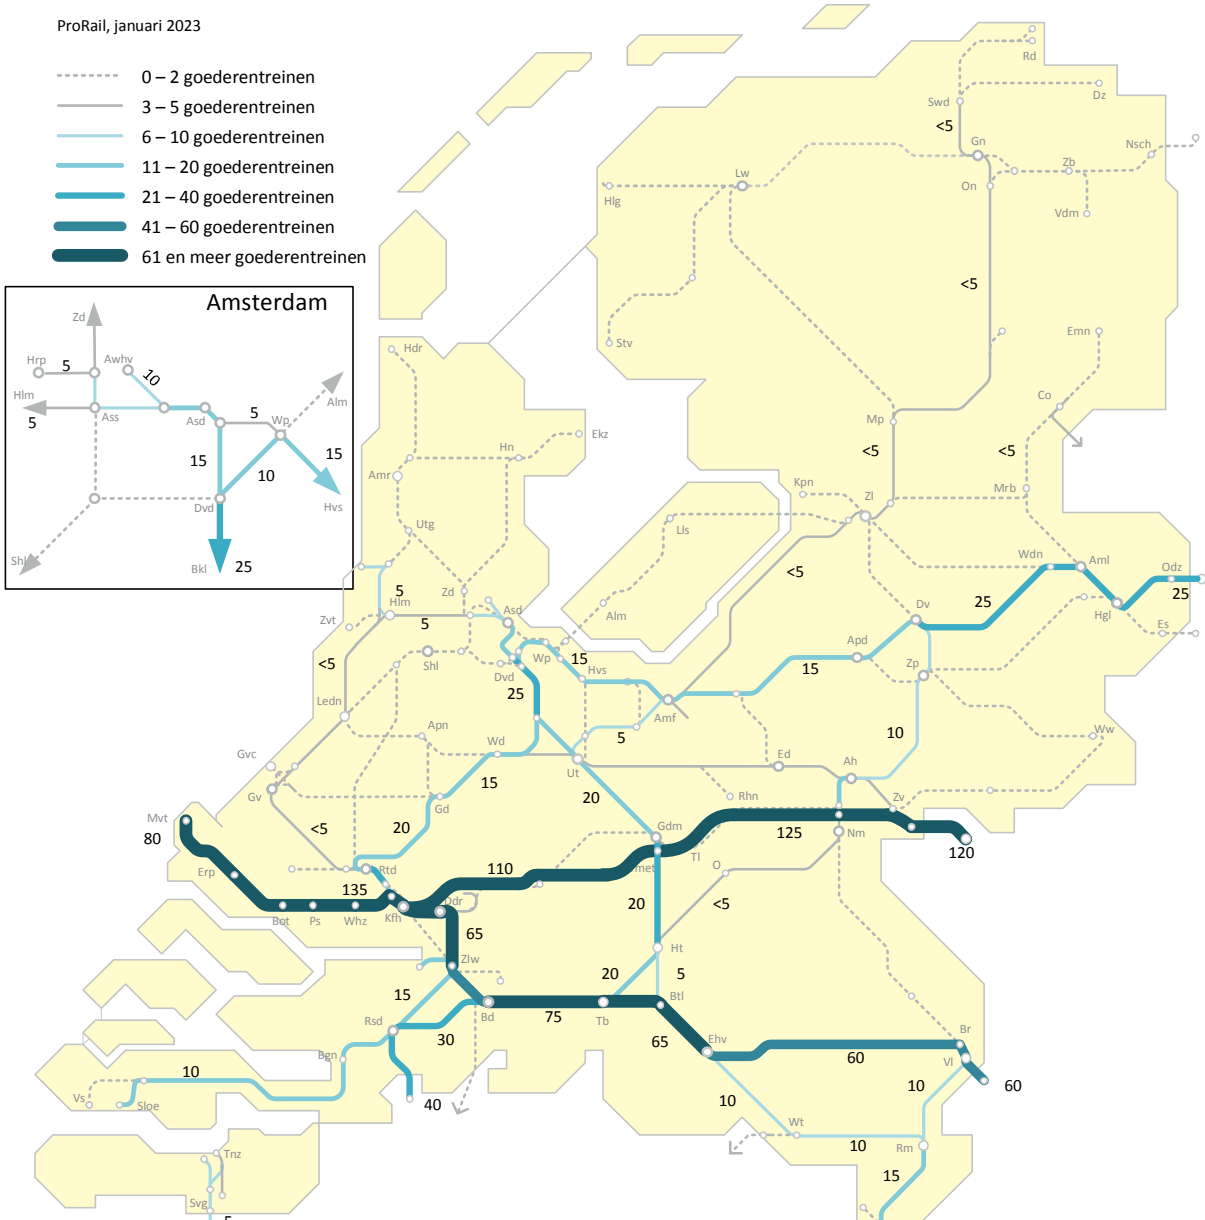 ProRail, januari 2023
0 – 2 goederentreinen
3 – 5 goederentreinen
6 – 10 goederentreinen
11 – 20 goederentreinen
21 – 40 goederentreinen
41 – 60 goederentreinen
61 en meer goederentreinen
Amsterdam
Zd
Hrp
5
Awhv
10
Alm
Hlm
5
Ass
Asd
5
Wp
15
15
10
Hvs
Dvd
Shl
Bkl
25
Rd
Swd
Dz
<5
Gn
Nsch
Zb
Lw
On
Hlg
Vdm
<5
Stv
Emn
Hdr
Co
Mp
Ekz
Hn
<5
<5
Amr
Kpn
Mrb
Zl
Utg
Lls
Wdn
Aml
Odz
<5
25
25
Zd
5
Hlm
Asd
Alm
Dv
Hgl
Zvt
5
Es
Apd
<5
Shl
Wp
15
Hvs
15
Zp
Dvd
25
Ledn
Amf
Apn
Ww
5
10
Wd
Gvc
Ed
Ut
Ah
Gv
15
20
Rhn
Zv
Gd
Mvt
80
<5
20
Gdm
125
Nm
Tl
120
met
Erp
Rtd
110
O
135
Ddr
20
<5
Bot
Ps
Whz
Kfh
65
Ht
Zlw
20
5
15
Btl
Rsd
Bd
75
Tb
30
65
Ehv
60
Br
Bgn
Vl
10
10
60
Vs
Sloe
40
10
Wt
10
Rm
Tnz
15
Svg
5